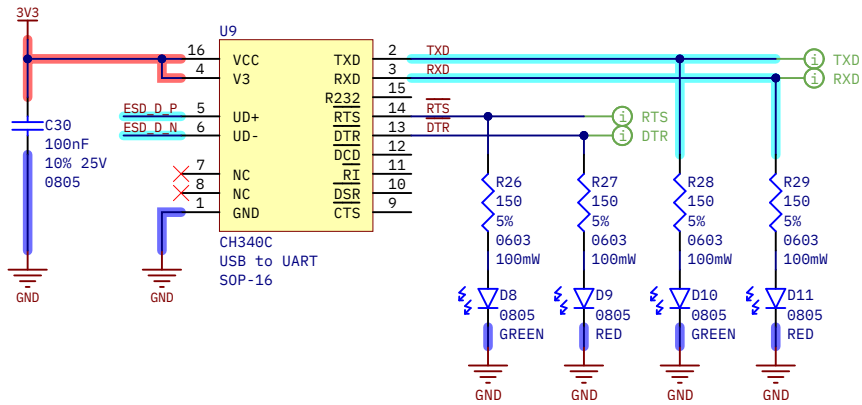 3V3
C30
100nF
10% 25V
0805
GND
GND
ESD_D_P
ESD_D_N
U9
16 VCC TXD 2 TXD
4 V3 RXD 3 RXD
R232 15
5 UD+ RTS 14 RTS
6 UD- DTR 13 DTR
DCD 12
7 NC RI 11
8 NC DSR 10
1 GND CTS 9
CH340C
USB to UART
SOP-16
i TXD
i RXD
i RTS
i DTR
R26
150
5%
0603
100mW
R27
150
5%
0603
100mW
R28
150
5%
0603
100mW
R29
150
5%
0603
100mW
D8
0805
GREEN
D9
0805
RED
D10
0805
GREEN
D11
0805
RED
GND
GND
GND
GND